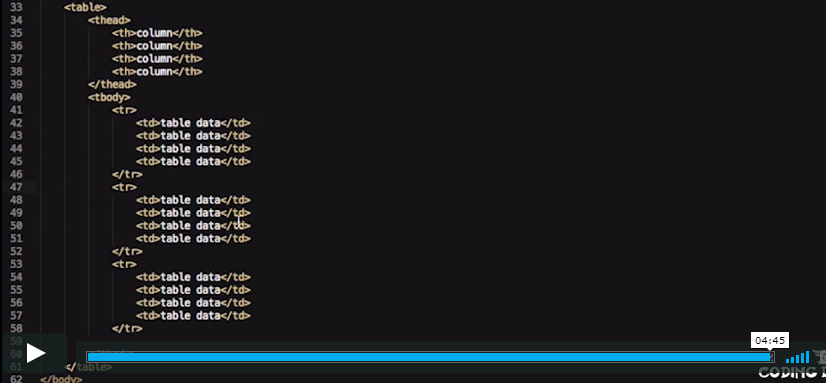 33 <table>
34 <thead>
35 <th>column</th>
36 <th>column</th>
37 <th>column</th>
38 <th>column</th>
39 </thead>
40 <tbody>
41 <tr>
42 <td>table data</td>
43 <td>table data</td>
44 <td>table data</td>
45 <td>table data</td>
46 </tr>
47 <tr>
48 <td>table data</td>
49 <td>table data</td>
50 <td>table data</td>
51 <td>table data</td>
52 </tr>
53 <tr>
54 <td>table data</td>
55 <td>table data</td>
56 <td>table data</td>
57 <td>table data</td>
58 </tr>
59
04:45
60
61 </table>
CODING
62 </body>